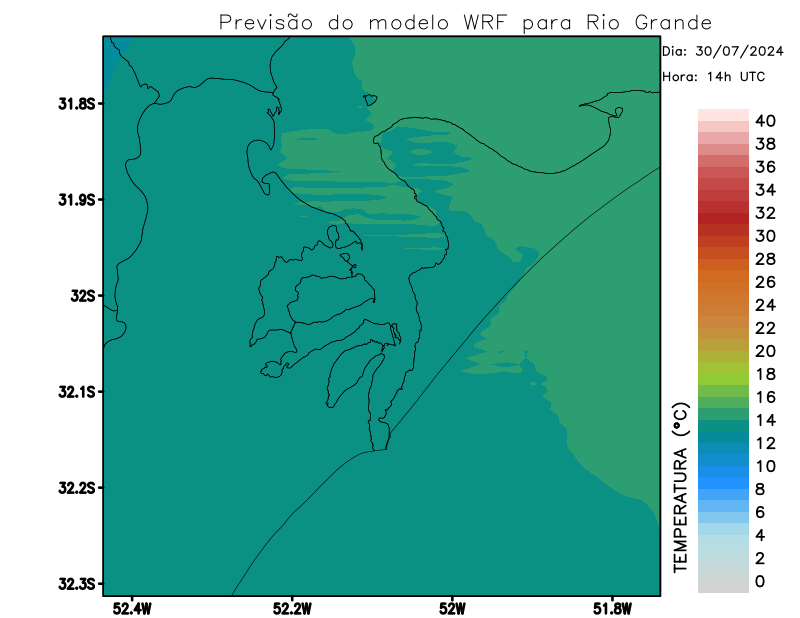 Previsão do modelo WRF para Rio Grande
Dia: 30/07/2024
Hora: 14h UTC
31.8S
31.9S
32S
32.1S
32.2S
32.3S
52.4W
52.2W
52W
51.8W
TEMPERATURA (°C)
40
38
36
34
32
30
28
26
24
22
20
18
16
14
12
10
8
6
4
2
0